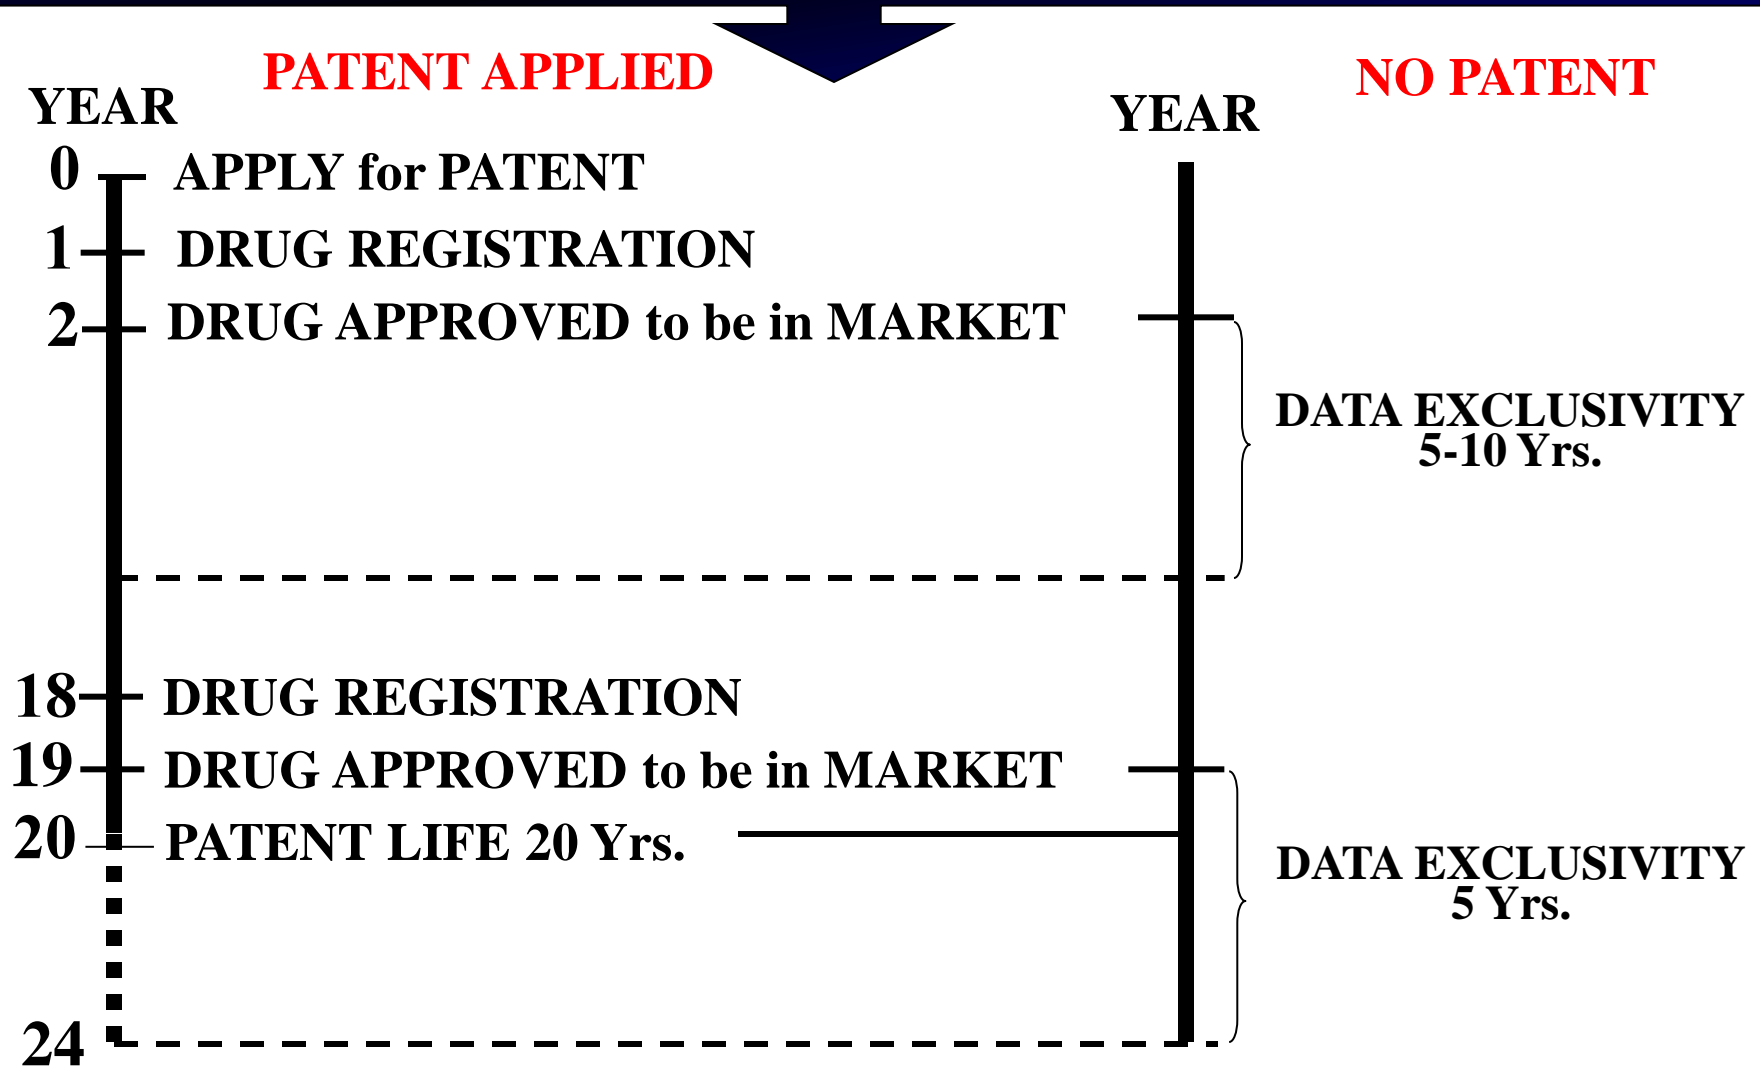 PATENT APPLIED
NO PATENT
YEAR
YEAR
0 APPLY for PATENT
1 DRUG REGISTRATION
2 DRUG APPROVED to be in MARKET
DATA EXCLUSIVITY
5-10 Yrs.
18 DRUG REGISTRATION
19 DRUG APPROVED to be in MARKET
20 PATENT LIFE 20 Yrs.
DATA EXCLUSIVITY
5 Yrs.
24